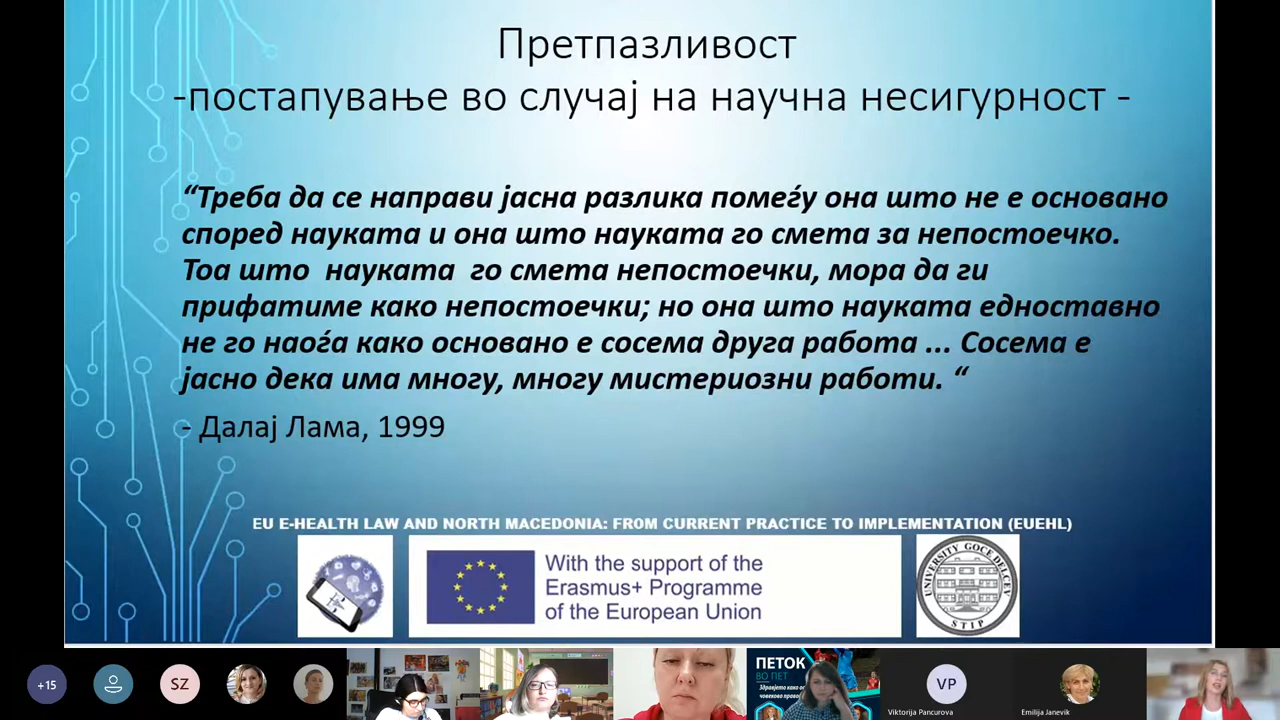 Претпазливост
-постапување во случај на научна несигурност -
“Треба да се направи јасна разлика помеѓу она што не е основано
според науката и она што науката го смета за непостоечко.
Тоа што науката го смета непостоечки, мора да ги
прифатиме како непостоечки; но она што науката едноставно
не го наоѓа како основано е сосема друга работа ... Сосема е
јасно дека има многу, многу мистериозни работи. “
- Далај Лама, 1999
EU E-HEALTH LAW AND NORTH MACEDONIA: FROM CURRENT PRACTICE TO IMPLEMENTATION (EUEHL)
With the support of the
Erasmus+ Programme
of the European Union
UNIVERSITY GOCE DELCEV
STIP
+15
SZ
ПЕТОК
ВО ПЕТ
Здравјето како о
човекова право
VP
Viktorija Pancurova
Emilija Janevik